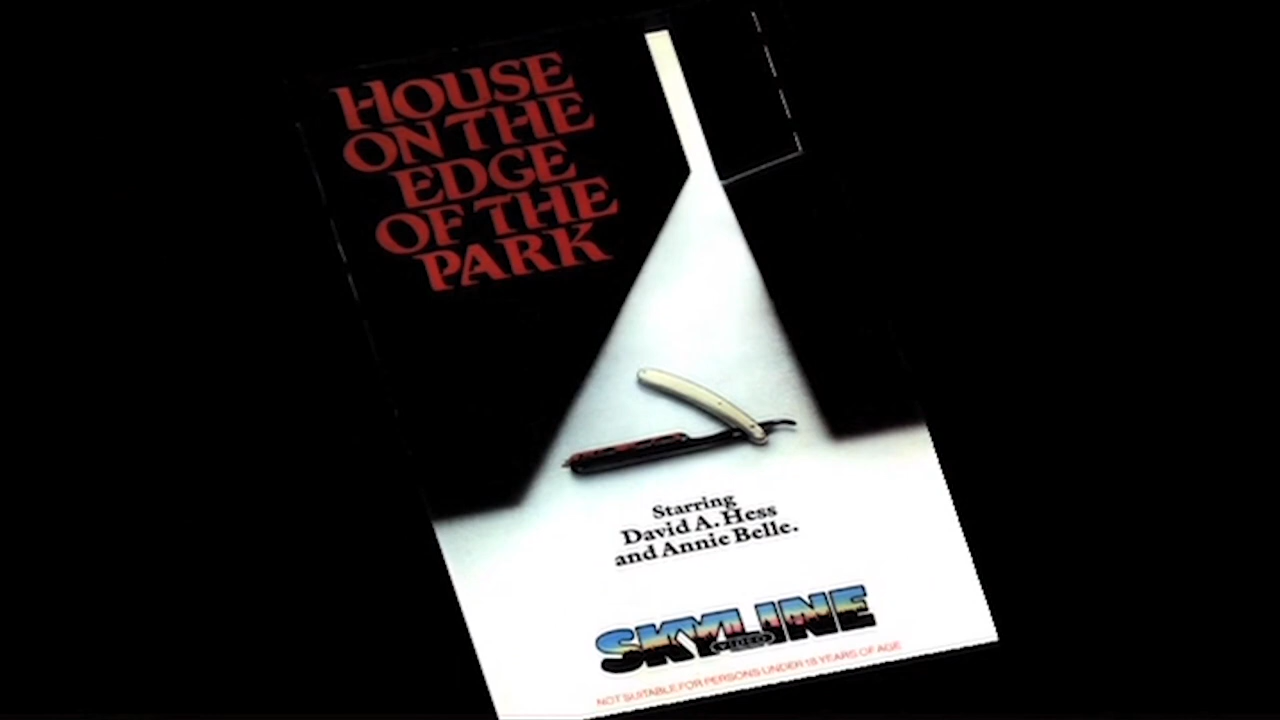 HOUSE
ON THE
EDGE
OF THE
PARK
Starring
David A. Hess
and Annie Belle.
SKYLINE
VIDEO
NOT SUITABLE FOR PERSONS UNDER 18 YEARS OF AGE